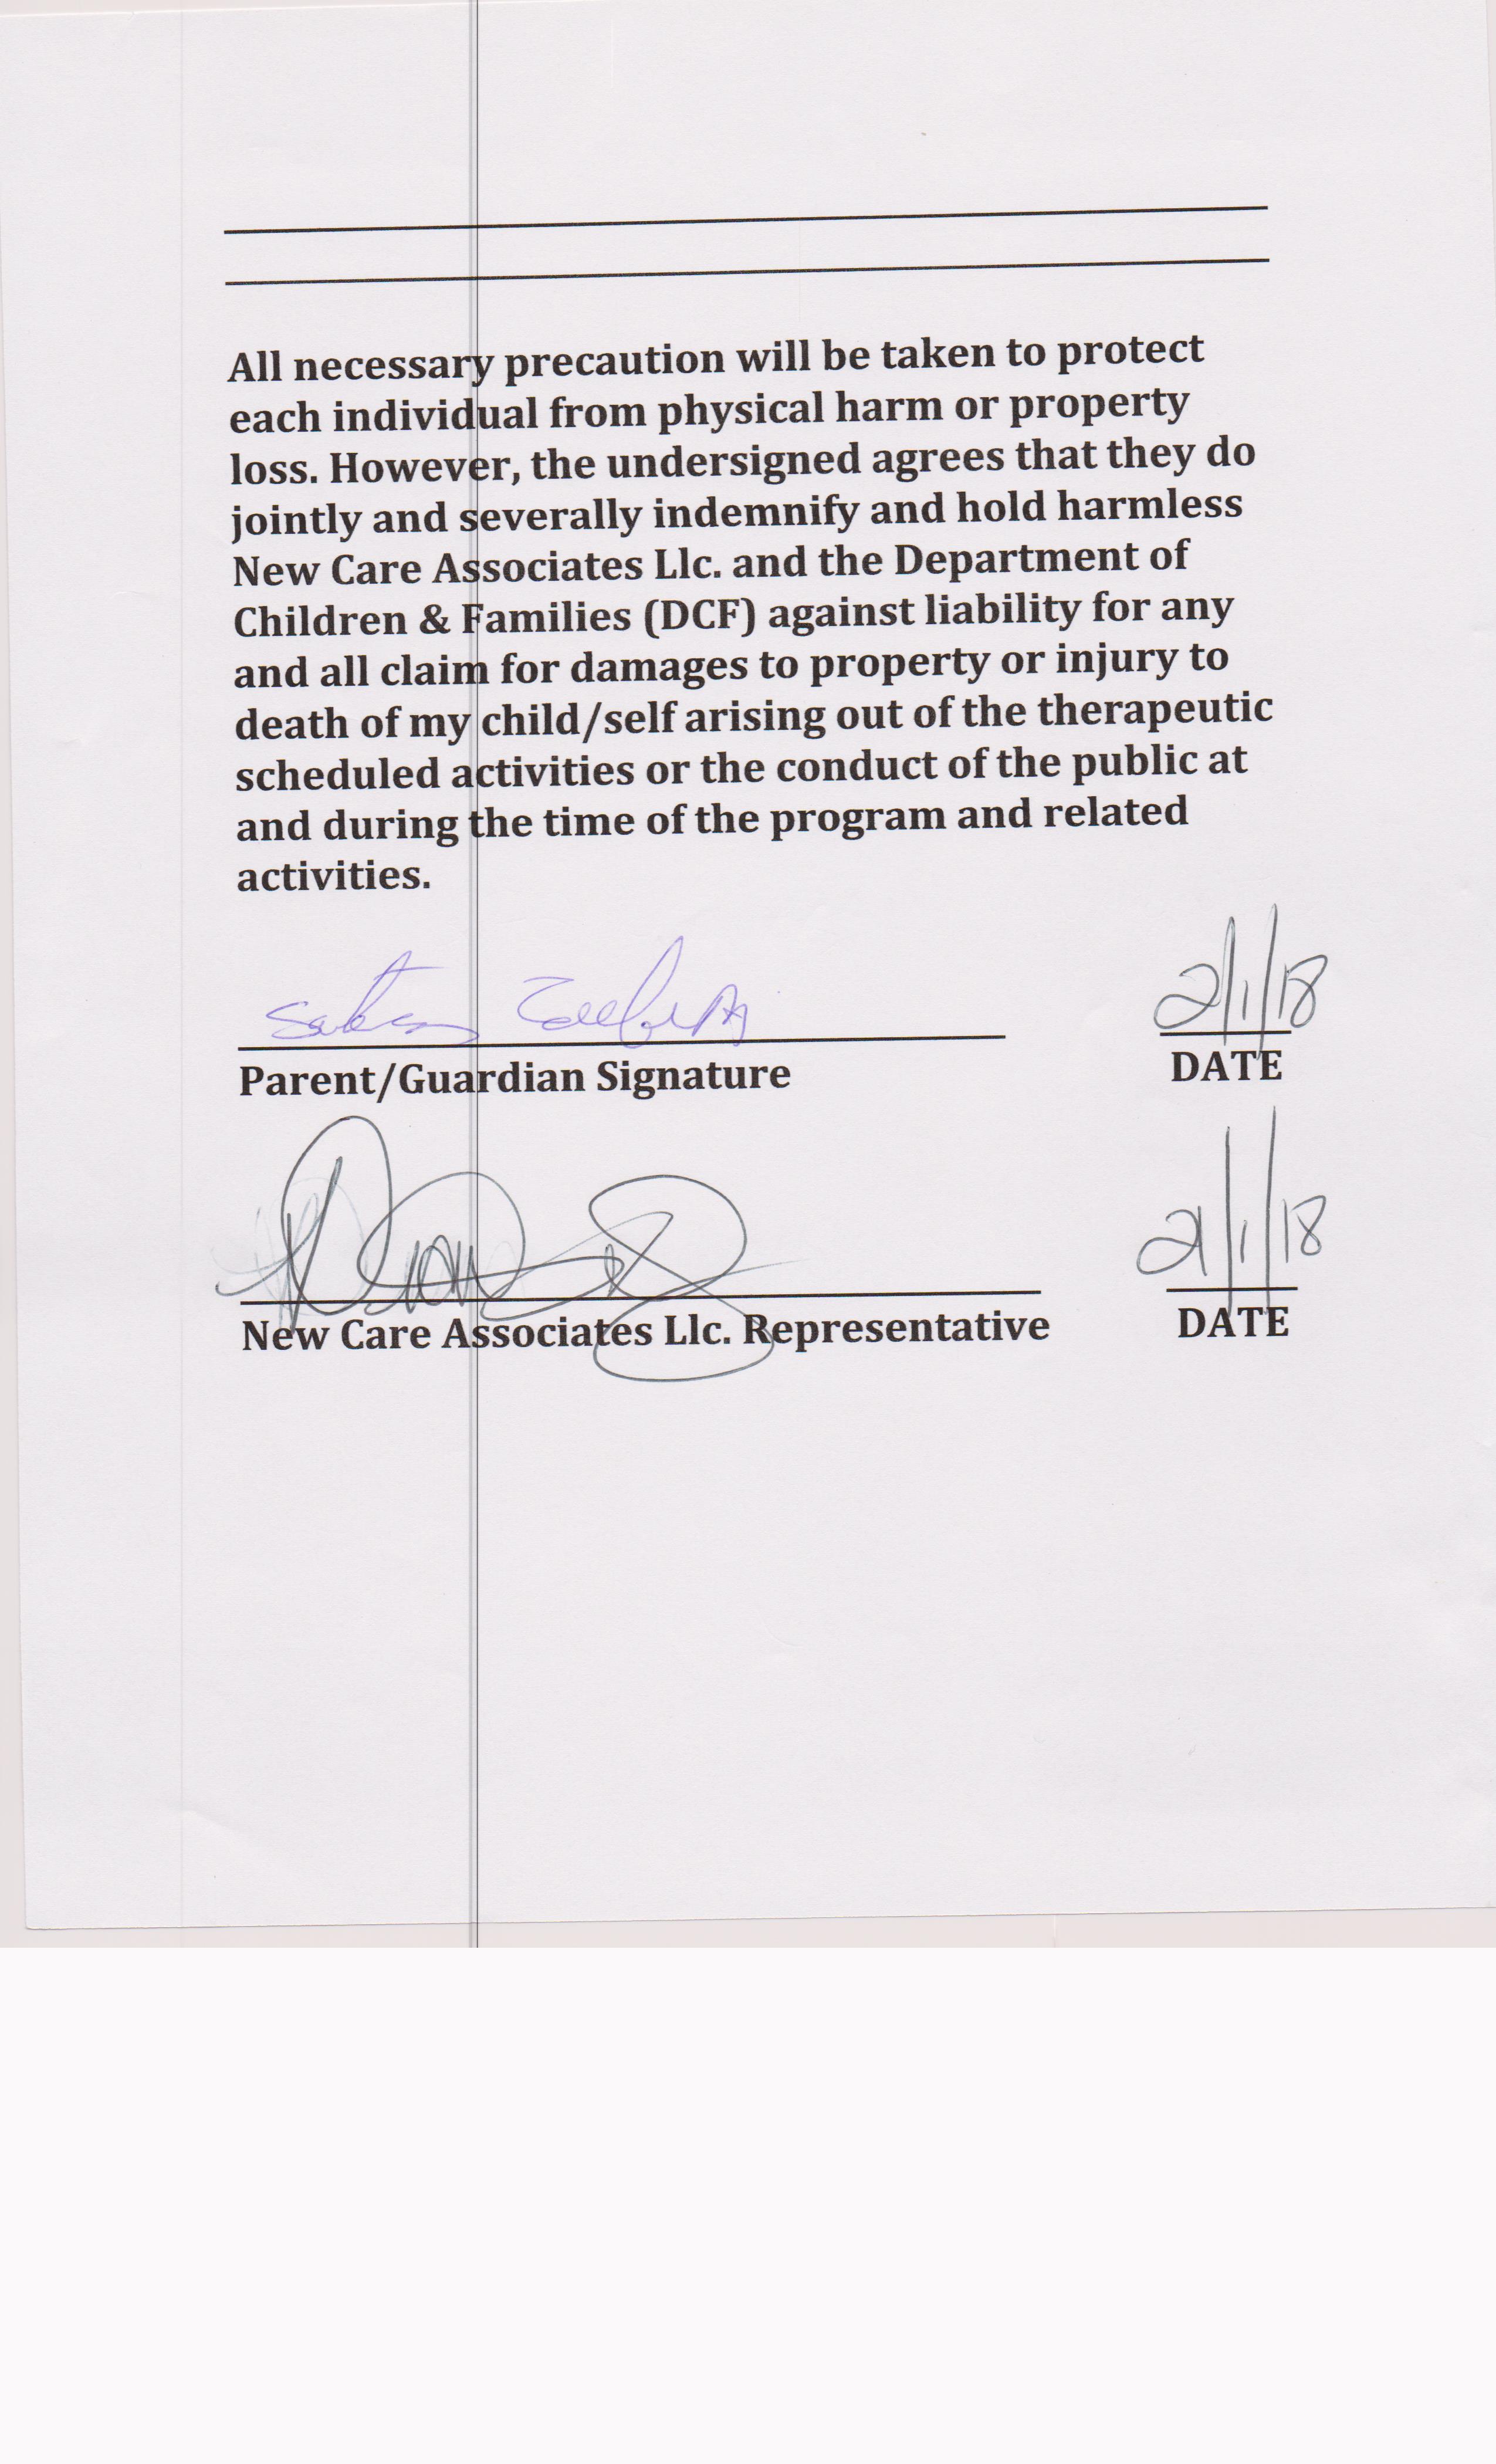 All necessary precaution will be taken to protect
each individual from physical harm or property
loss. However, the undersigned agrees that they do
jointly and severally indemnify and hold harmless
New Care Associates Llc. and the Department of
Children & Families (DCF) against liability for any
and all claim for damages to property or injury to
death of my child/self arising out of the therapeutic
scheduled activities or the conduct of the public at
and during the time of the program and related
activities.
2/1/18
Parent/Guardian Signature DATE
2/1/18
New Care Associates Llc. Representative DATE